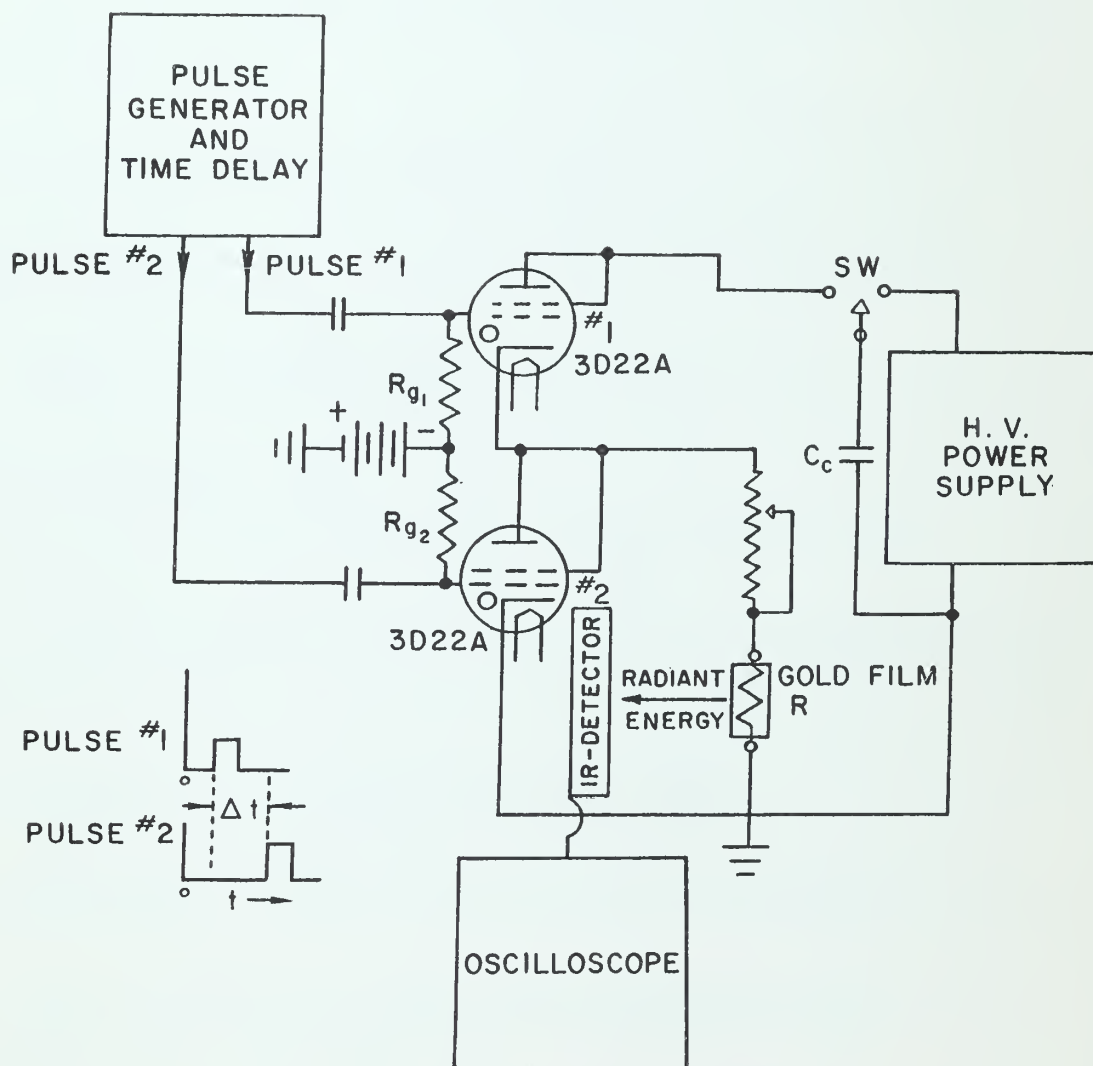 PULSE
GENERATOR
AND
TIME DELAY
PULSE #2
PULSE #1
SW
#1
3D22A
Rg1
+
-
H. V.
POWER
SUPPLY
Cc
Rg2
#2
3D22A
IR-DETECTOR
RADIANT
ENERGY
GOLD FILM
R
PULSE #1
o
Δ t
PULSE #2
o
t
OSCILLOSCOPE